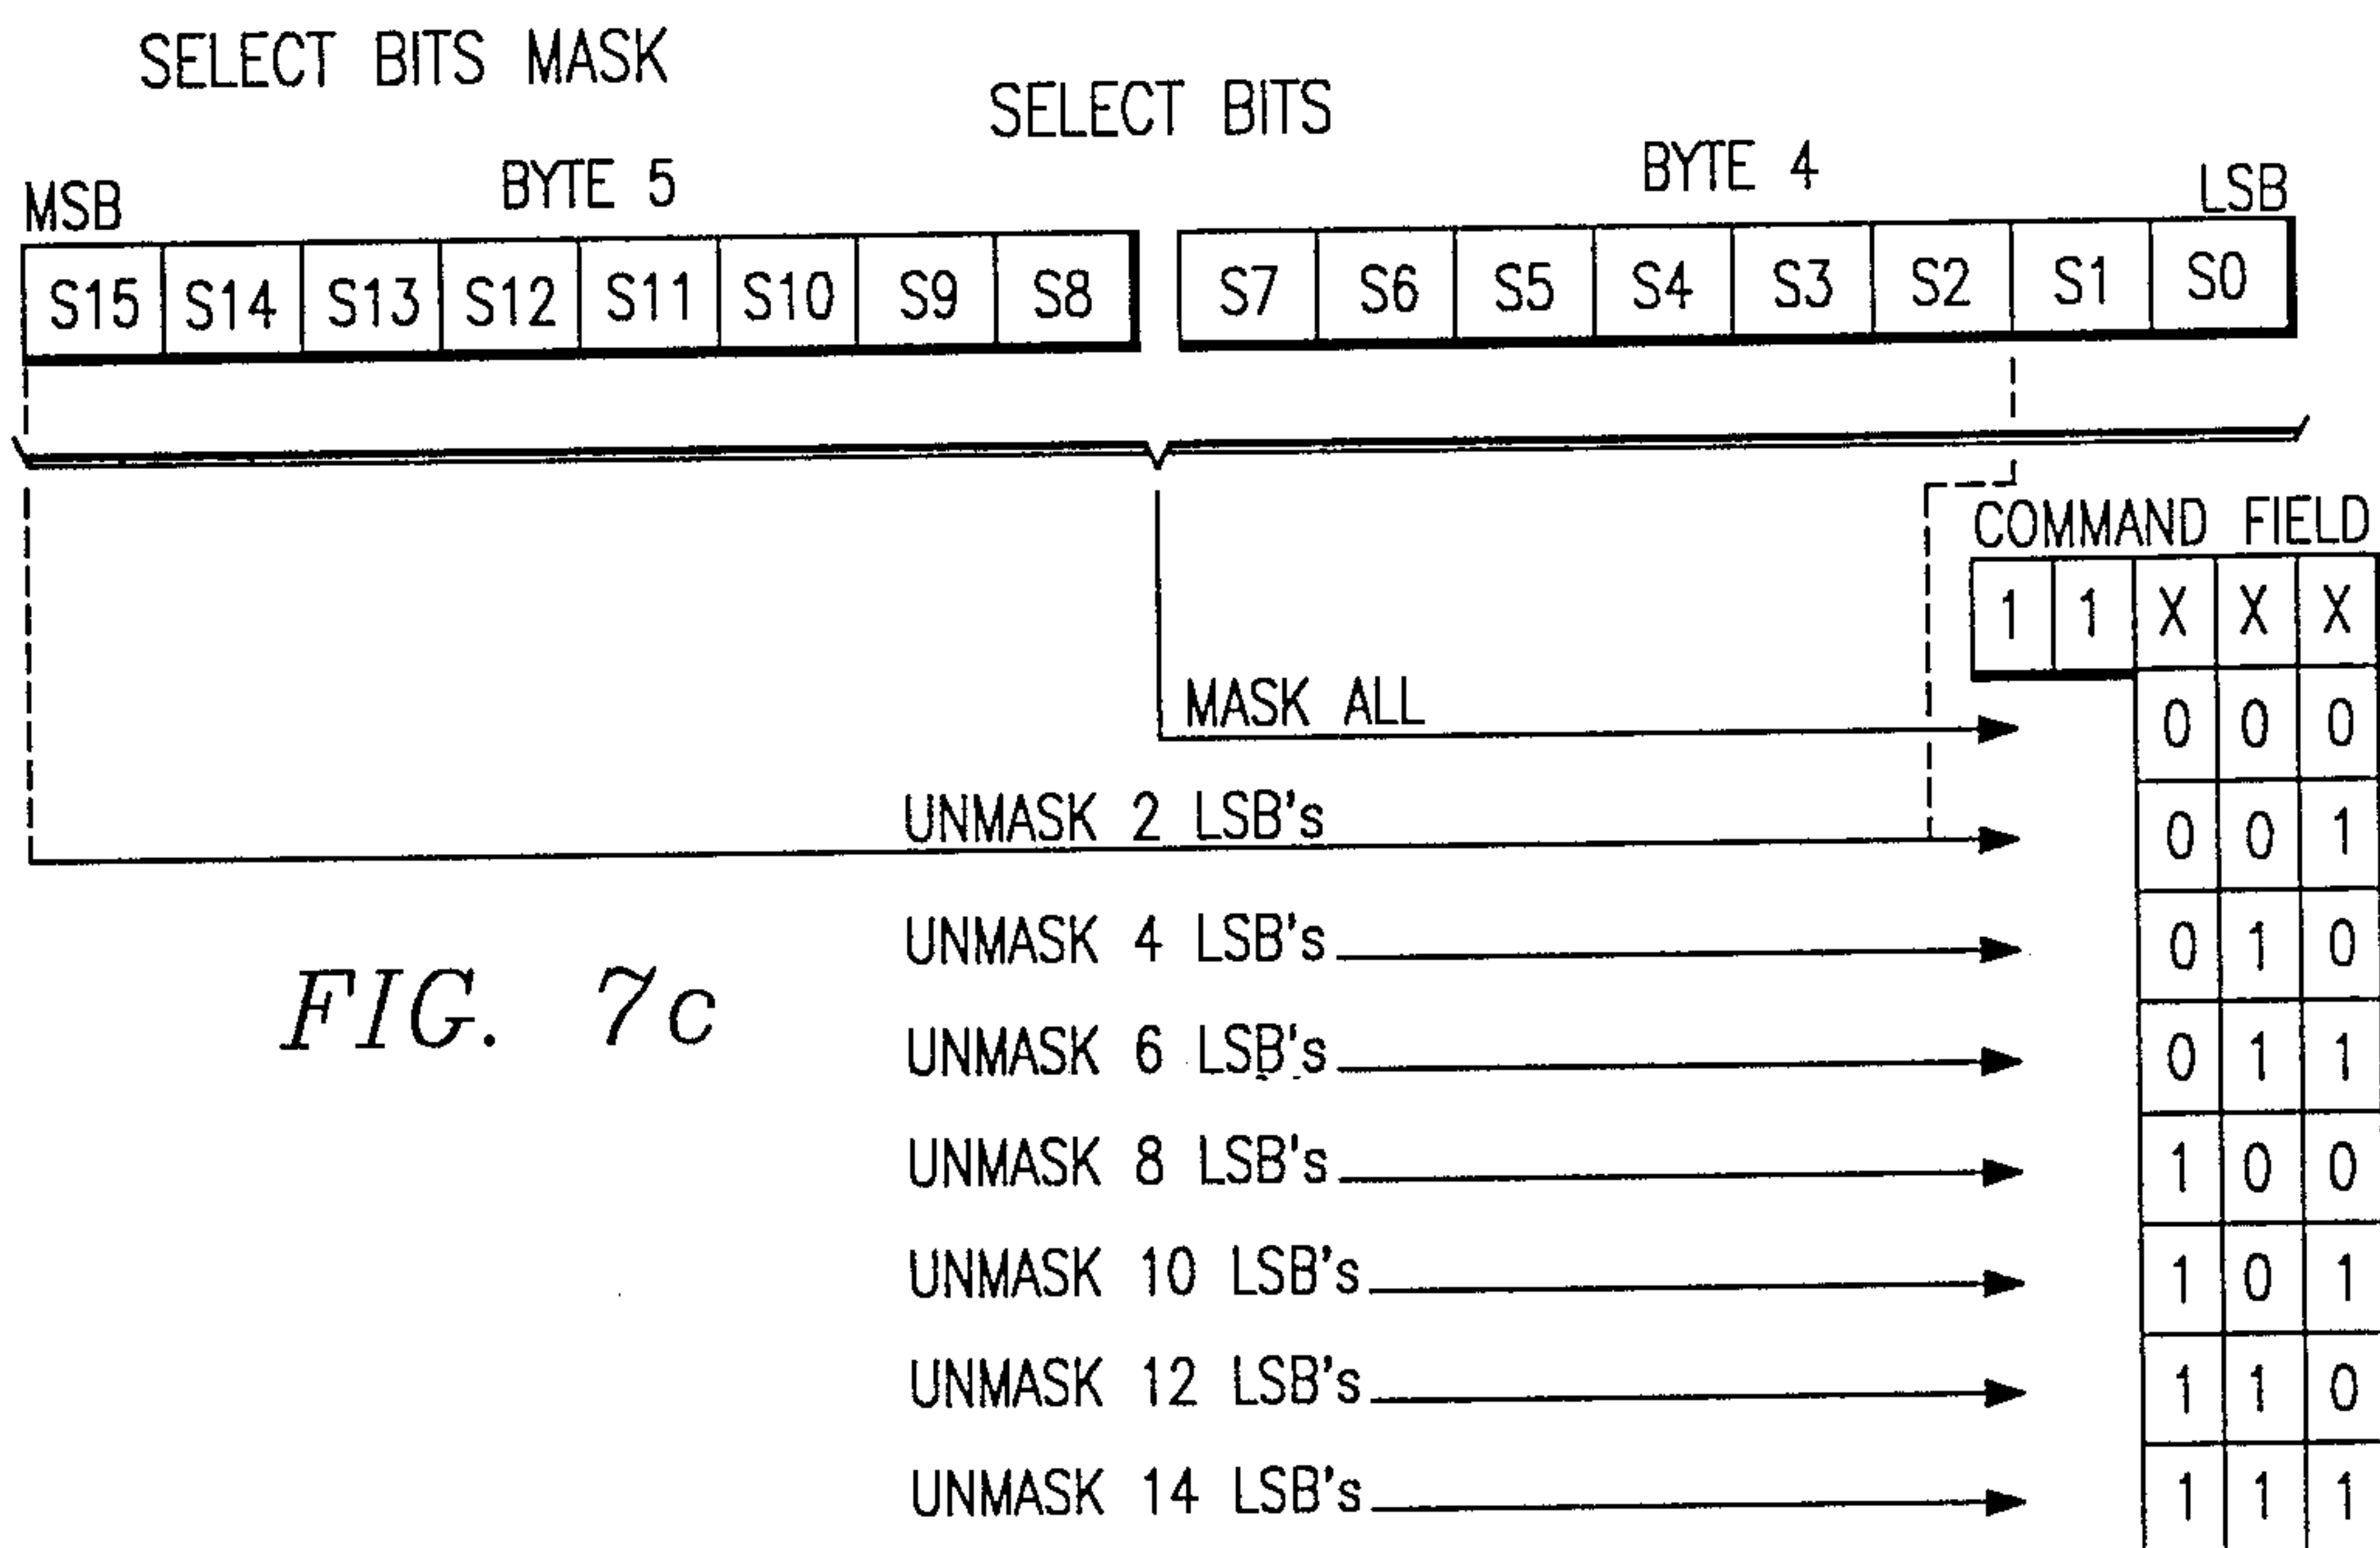 SELECT BITS MASK
SELECT BITS
MSB BYTE 5 BYTE 4 LSB
S15 S14 S13 S12 S11 S10 S9 S8 S7 S6 S5 S4 S3 S2 S1 S0
COMMAND FIELD
1 1 X X X
MASK ALL 0 0 0
UNMASK 2 LSB's 0 0 1
UNMASK 4 LSB's 0 1 0
UNMASK 6 LSB's 0 1 1
UNMASK 8 LSB's 1 0 0
UNMASK 10 LSB's 1 0 1
UNMASK 12 LSB's 1 1 0
UNMASK 14 LSB's 1 1 1
FIG. 7c